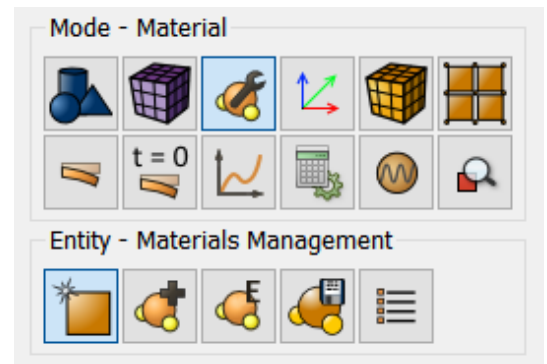 Mode - Material
t = 0
Entity - Materials Management
E